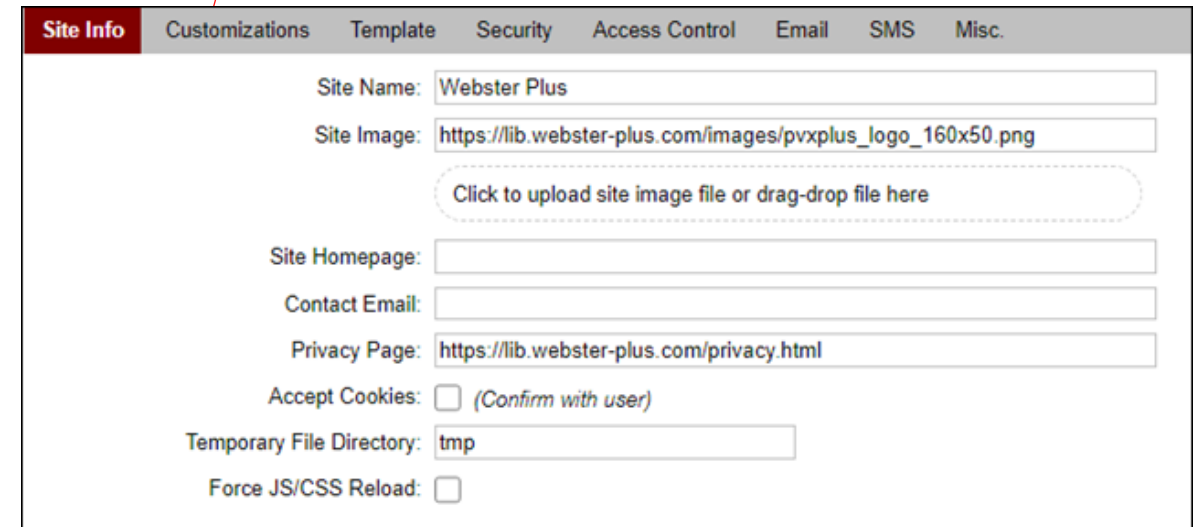 Site Info Customizations Template Security Access Control Email SMS Misc.
Site Name: Webster Plus
Site Image: https://lib.webster-plus.com/images/pvxplus_logo_160x50.png
Click to upload site image file or drag-drop file here
Site Homepage:
Contact Email:
Privacy Page: https://lib.webster-plus.com/privacy.html
Accept Cookies: (Confirm with user)
Temporary File Directory: tmp
Force JS/CSS Reload: